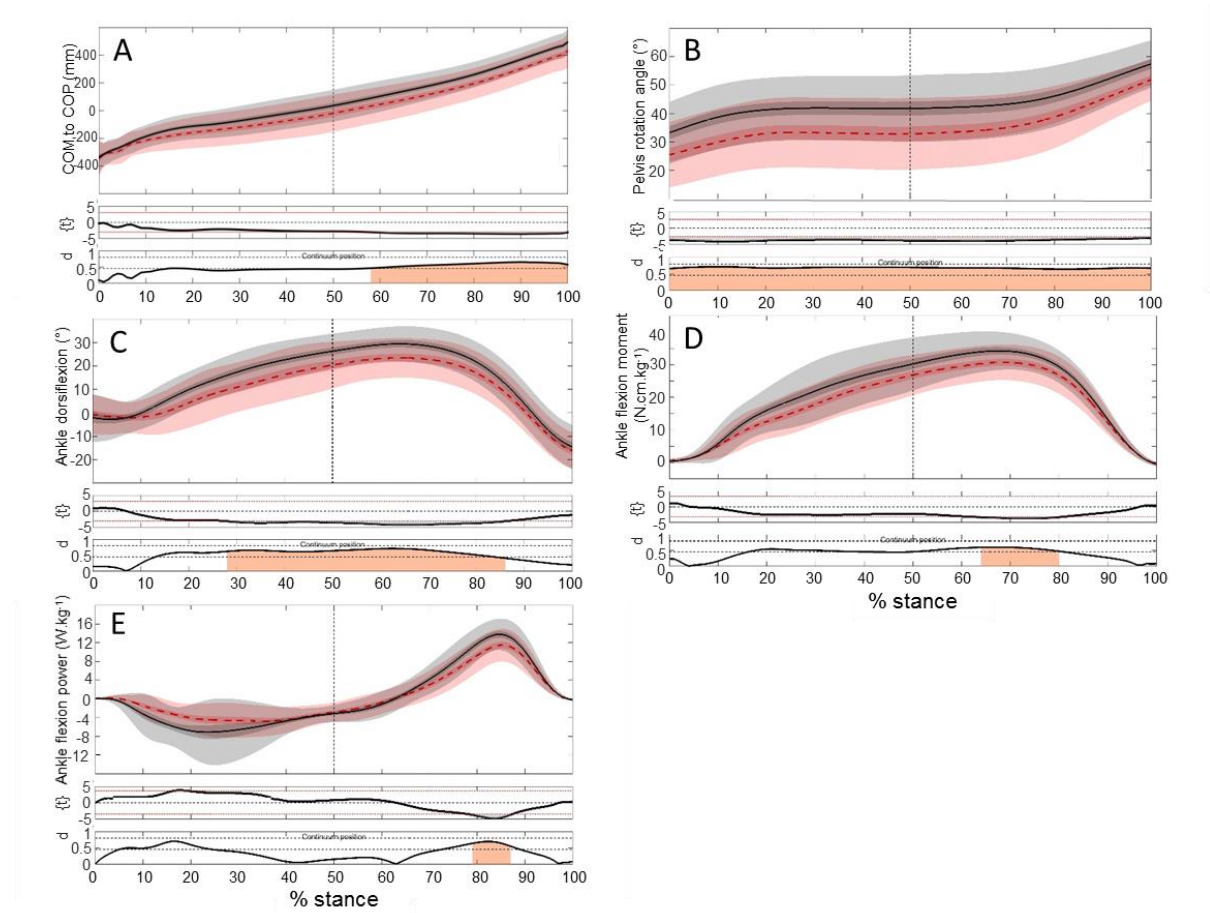 A
COM to COP (mm)
400
200
0
-200
-400
{t}
5
0
-5
d
1
0.5
0
Continuum position
0 10 20 30 40 50 60 70 80 90 100
B
Pelvis rotation angle (°)
60
50
40
30
20
{t}
5
0
-5
d
1
0.5
0
Continuum position
0 10 20 30 40 50 60 70 80 90 100
C
Ankle dorsiflexion (°)
30
20
10
0
-10
-20
{t}
5
0
-5
d
1
0.5
0
Continuum position
0 10 20 30 40 50 60 70 80 90 100
D
Ankle flexion moment
(N.cm.kg⁻¹)
40
30
20
10
0
{t}
5
0
-5
d
1
0.5
0
Continuum position
0 10 20 30 40 50 60 70 80 90 100
% stance
E
Ankle flexion power (W.kg⁻¹)
16
12
8
4
0
-4
-8
-12
{t}
5
0
-5
d
1
0.5
0
Continuum position
0 10 20 30 40 50 60 70 80 90 100
% stance